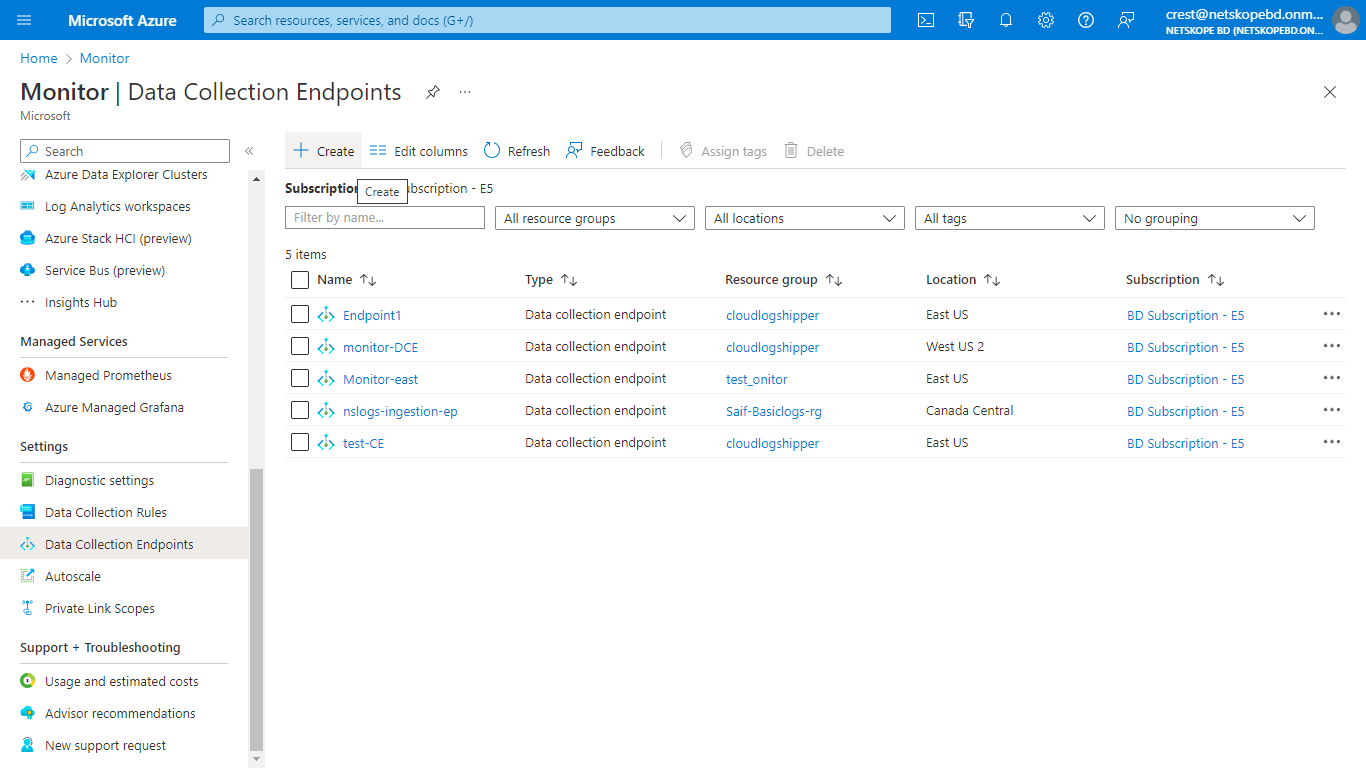 Microsoft Azure
Search resources, services, and docs (G+/)
crest@netskopebd.onm...
NETSKOPE BD (NETSKOPEBD.ON...
Home > Monitor
Monitor | Data Collection Endpoints ...
Microsoft
Search «
Azure Data Explorer Clusters
Log Analytics workspaces
Azure Stack HCI (preview)
Service Bus (preview)
Insights Hub
Managed Services
Managed Prometheus
Azure Managed Grafana
Settings
Diagnostic settings
Data Collection Rules
Data Collection Endpoints
Autoscale
Private Link Scopes
Support + Troubleshooting
Usage and estimated costs
Advisor recommendations
New support request
Create Edit columns Refresh Feedback Assign tags Delete
Subscription ubscription - E5
Create
Filter by name... All resource groups All locations All tags No grouping
5 items
Name Type Resource group Location Subscription
Endpoint1 Data collection endpoint cloudlogshipper East US BD Subscription - E5
monitor-DCE Data collection endpoint cloudlogshipper West US 2 BD Subscription - E5
Monitor-east Data collection endpoint test_onitor East US BD Subscription - E5
nslogs-ingestion-ep Data collection endpoint Saif-Basiclogs-rg Canada Central BD Subscription - E5
test-CE Data collection endpoint cloudlogshipper East US BD Subscription - E5